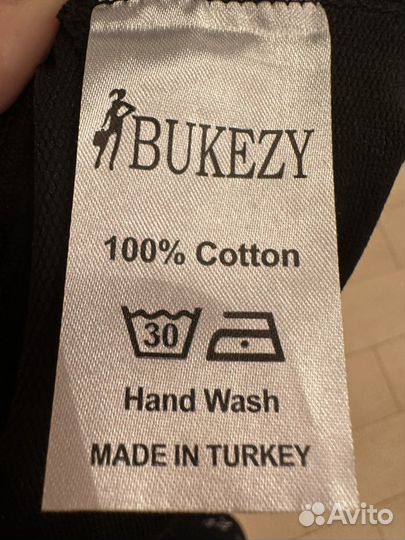 BUKEZY
100% Cotton
30
Hand Wash
MADE IN TURKEY
Avito